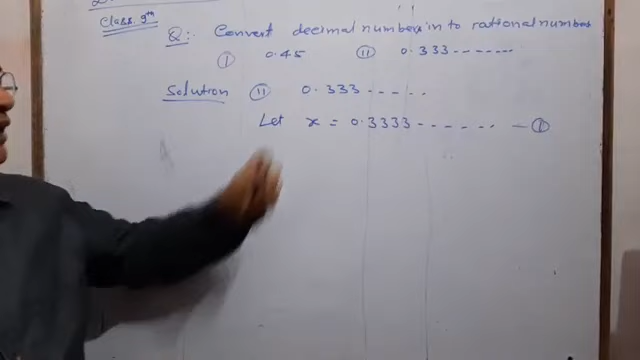 Class 9th
Q:. Convert decimal numbers in to rational number
(i) 0.45 (ii) 0.333-------
Solution (ii) 0.333-----
Let x = 0.3333------ — (1)